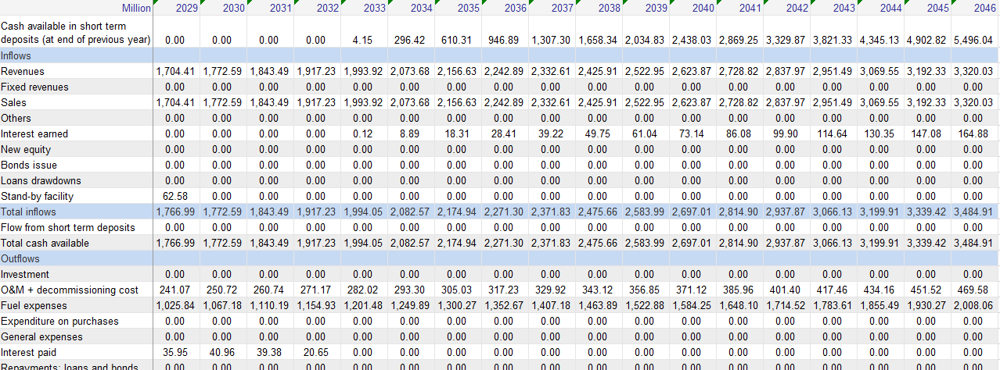 Million 2029 2030 2031 2032 2033 2034 2035 2036 2037 2038 2039 2040 2041 2042 2043 2044 2045 2046
Cash available in short term
deposits (at end of previous year) 0.00 0.00 0.00 0.00 4.15 296.42 610.31 946.89 1,307.30 1,658.34 2,034.83 2,438.03 2,869.25 3,329.87 3,821.33 4,345.13 4,902.82 5,496.04
Inflows
Revenues 1,704.41 1,772.59 1,843.49 1,917.23 1,993.92 2,073.68 2,156.63 2,242.89 2,332.61 2,425.91 2,522.95 2,623.87 2,728.82 2,837.97 2,951.49 3,069.55 3,192.33 3,320.03
Fixed revenues 0.00 0.00 0.00 0.00 0.00 0.00 0.00 0.00 0.00 0.00 0.00 0.00 0.00 0.00 0.00 0.00 0.00 0.00
Sales 1,704.41 1,772.59 1,843.49 1,917.23 1,993.92 2,073.68 2,156.63 2,242.89 2,332.61 2,425.91 2,522.95 2,623.87 2,728.82 2,837.97 2,951.49 3,069.55 3,192.33 3,320.03
Others 0.00 0.00 0.00 0.00 0.00 0.00 0.00 0.00 0.00 0.00 0.00 0.00 0.00 0.00 0.00 0.00 0.00 0.00
Interest earned 0.00 0.00 0.00 0.00 0.12 8.89 18.31 28.41 39.22 49.75 61.04 73.14 86.08 99.90 114.64 130.35 147.08 164.88
New equity 0.00 0.00 0.00 0.00 0.00 0.00 0.00 0.00 0.00 0.00 0.00 0.00 0.00 0.00 0.00 0.00 0.00 0.00
Bonds issue 0.00 0.00 0.00 0.00 0.00 0.00 0.00 0.00 0.00 0.00 0.00 0.00 0.00 0.00 0.00 0.00 0.00 0.00
Loans drawdowns 0.00 0.00 0.00 0.00 0.00 0.00 0.00 0.00 0.00 0.00 0.00 0.00 0.00 0.00 0.00 0.00 0.00 0.00
Stand-by facility 62.58 0.00 0.00 0.00 0.00 0.00 0.00 0.00 0.00 0.00 0.00 0.00 0.00 0.00 0.00 0.00 0.00 0.00
Total inflows 1,766.99 1,772.59 1,843.49 1,917.23 1,994.05 2,082.57 2,174.94 2,271.30 2,371.83 2,475.66 2,583.99 2,697.01 2,814.90 2,937.87 3,066.13 3,199.91 3,339.42 3,484.91
Flow from short term deposits 0.00 0.00 0.00 0.00 0.00 0.00 0.00 0.00 0.00 0.00 0.00 0.00 0.00 0.00 0.00 0.00 0.00 0.00
Total cash available 1,766.99 1,772.59 1,843.49 1,917.23 1,994.05 2,082.57 2,174.94 2,271.30 2,371.83 2,475.66 2,583.99 2,697.01 2,814.90 2,937.87 3,066.13 3,199.91 3,339.42 3,484.91
Outflows
Investment 0.00 0.00 0.00 0.00 0.00 0.00 0.00 0.00 0.00 0.00 0.00 0.00 0.00 0.00 0.00 0.00 0.00 0.00
O&M + decommissioning cost 241.07 250.72 260.74 271.17 282.02 293.30 305.03 317.23 329.92 343.12 356.85 371.12 385.96 401.40 417.46 434.16 451.52 469.58
Fuel expenses 1,025.84 1,067.18 1,110.19 1,154.93 1,201.48 1,249.89 1,300.27 1,352.67 1,407.18 1,463.89 1,522.88 1,584.25 1,648.10 1,714.52 1,783.61 1,855.49 1,930.27 2,008.06
Expenditure on purchases 0.00 0.00 0.00 0.00 0.00 0.00 0.00 0.00 0.00 0.00 0.00 0.00 0.00 0.00 0.00 0.00 0.00 0.00
General expenses 0.00 0.00 0.00 0.00 0.00 0.00 0.00 0.00 0.00 0.00 0.00 0.00 0.00 0.00 0.00 0.00 0.00 0.00
Interest paid 35.95 40.96 39.38 20.65 0.00 0.00 0.00 0.00 0.00 0.00 0.00 0.00 0.00 0.00 0.00 0.00 0.00 0.00
Repayments: loans and bonds 0.00 0.00 0.00 0.00 0.00 0.00 0.00 0.00 0.00 0.00 0.00 0.00 0.00 0.00 0.00 0.00 0.00 0.00